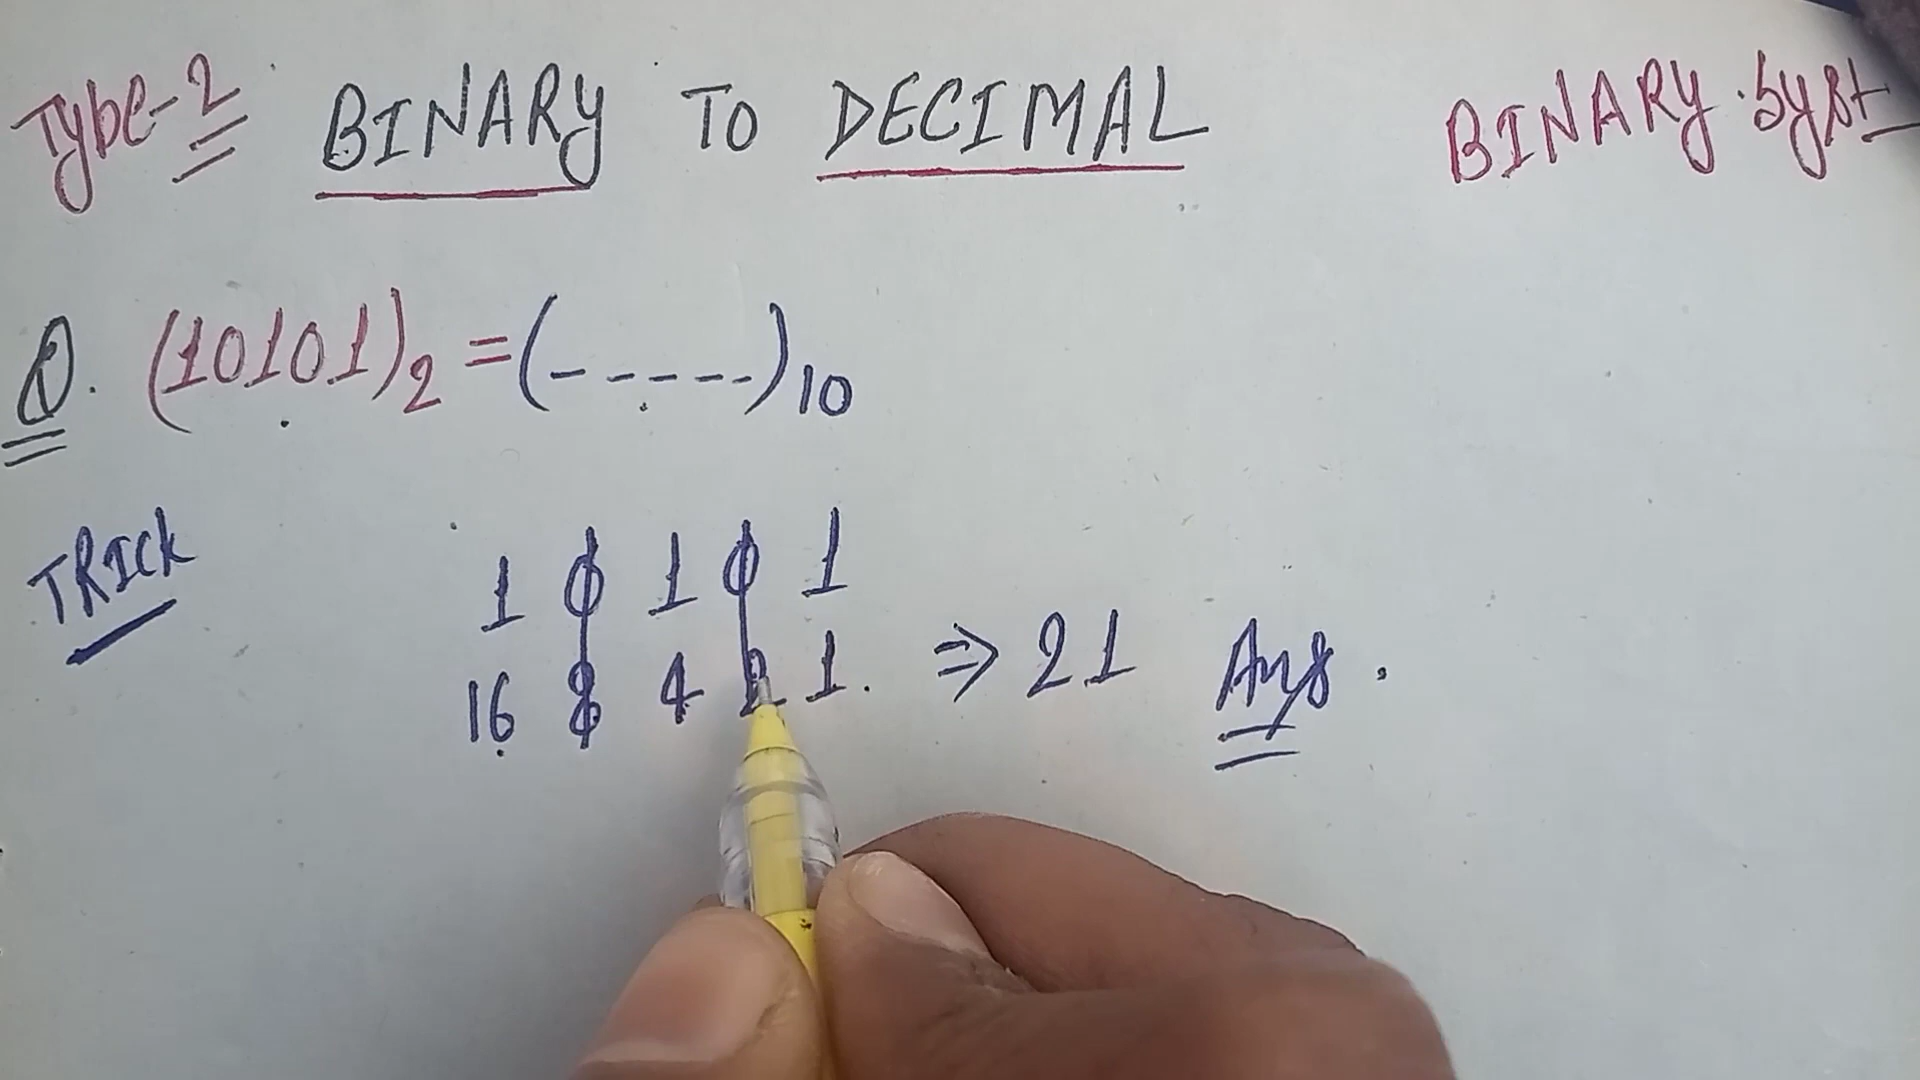 Type-2 BINARY TO DECIMAL BINARY Syst
Q. (10101)₂ = (-----)₁₀
TRICK
1 0 1 0 1
16 8 4 2 1. ⇒ 21 Ans.